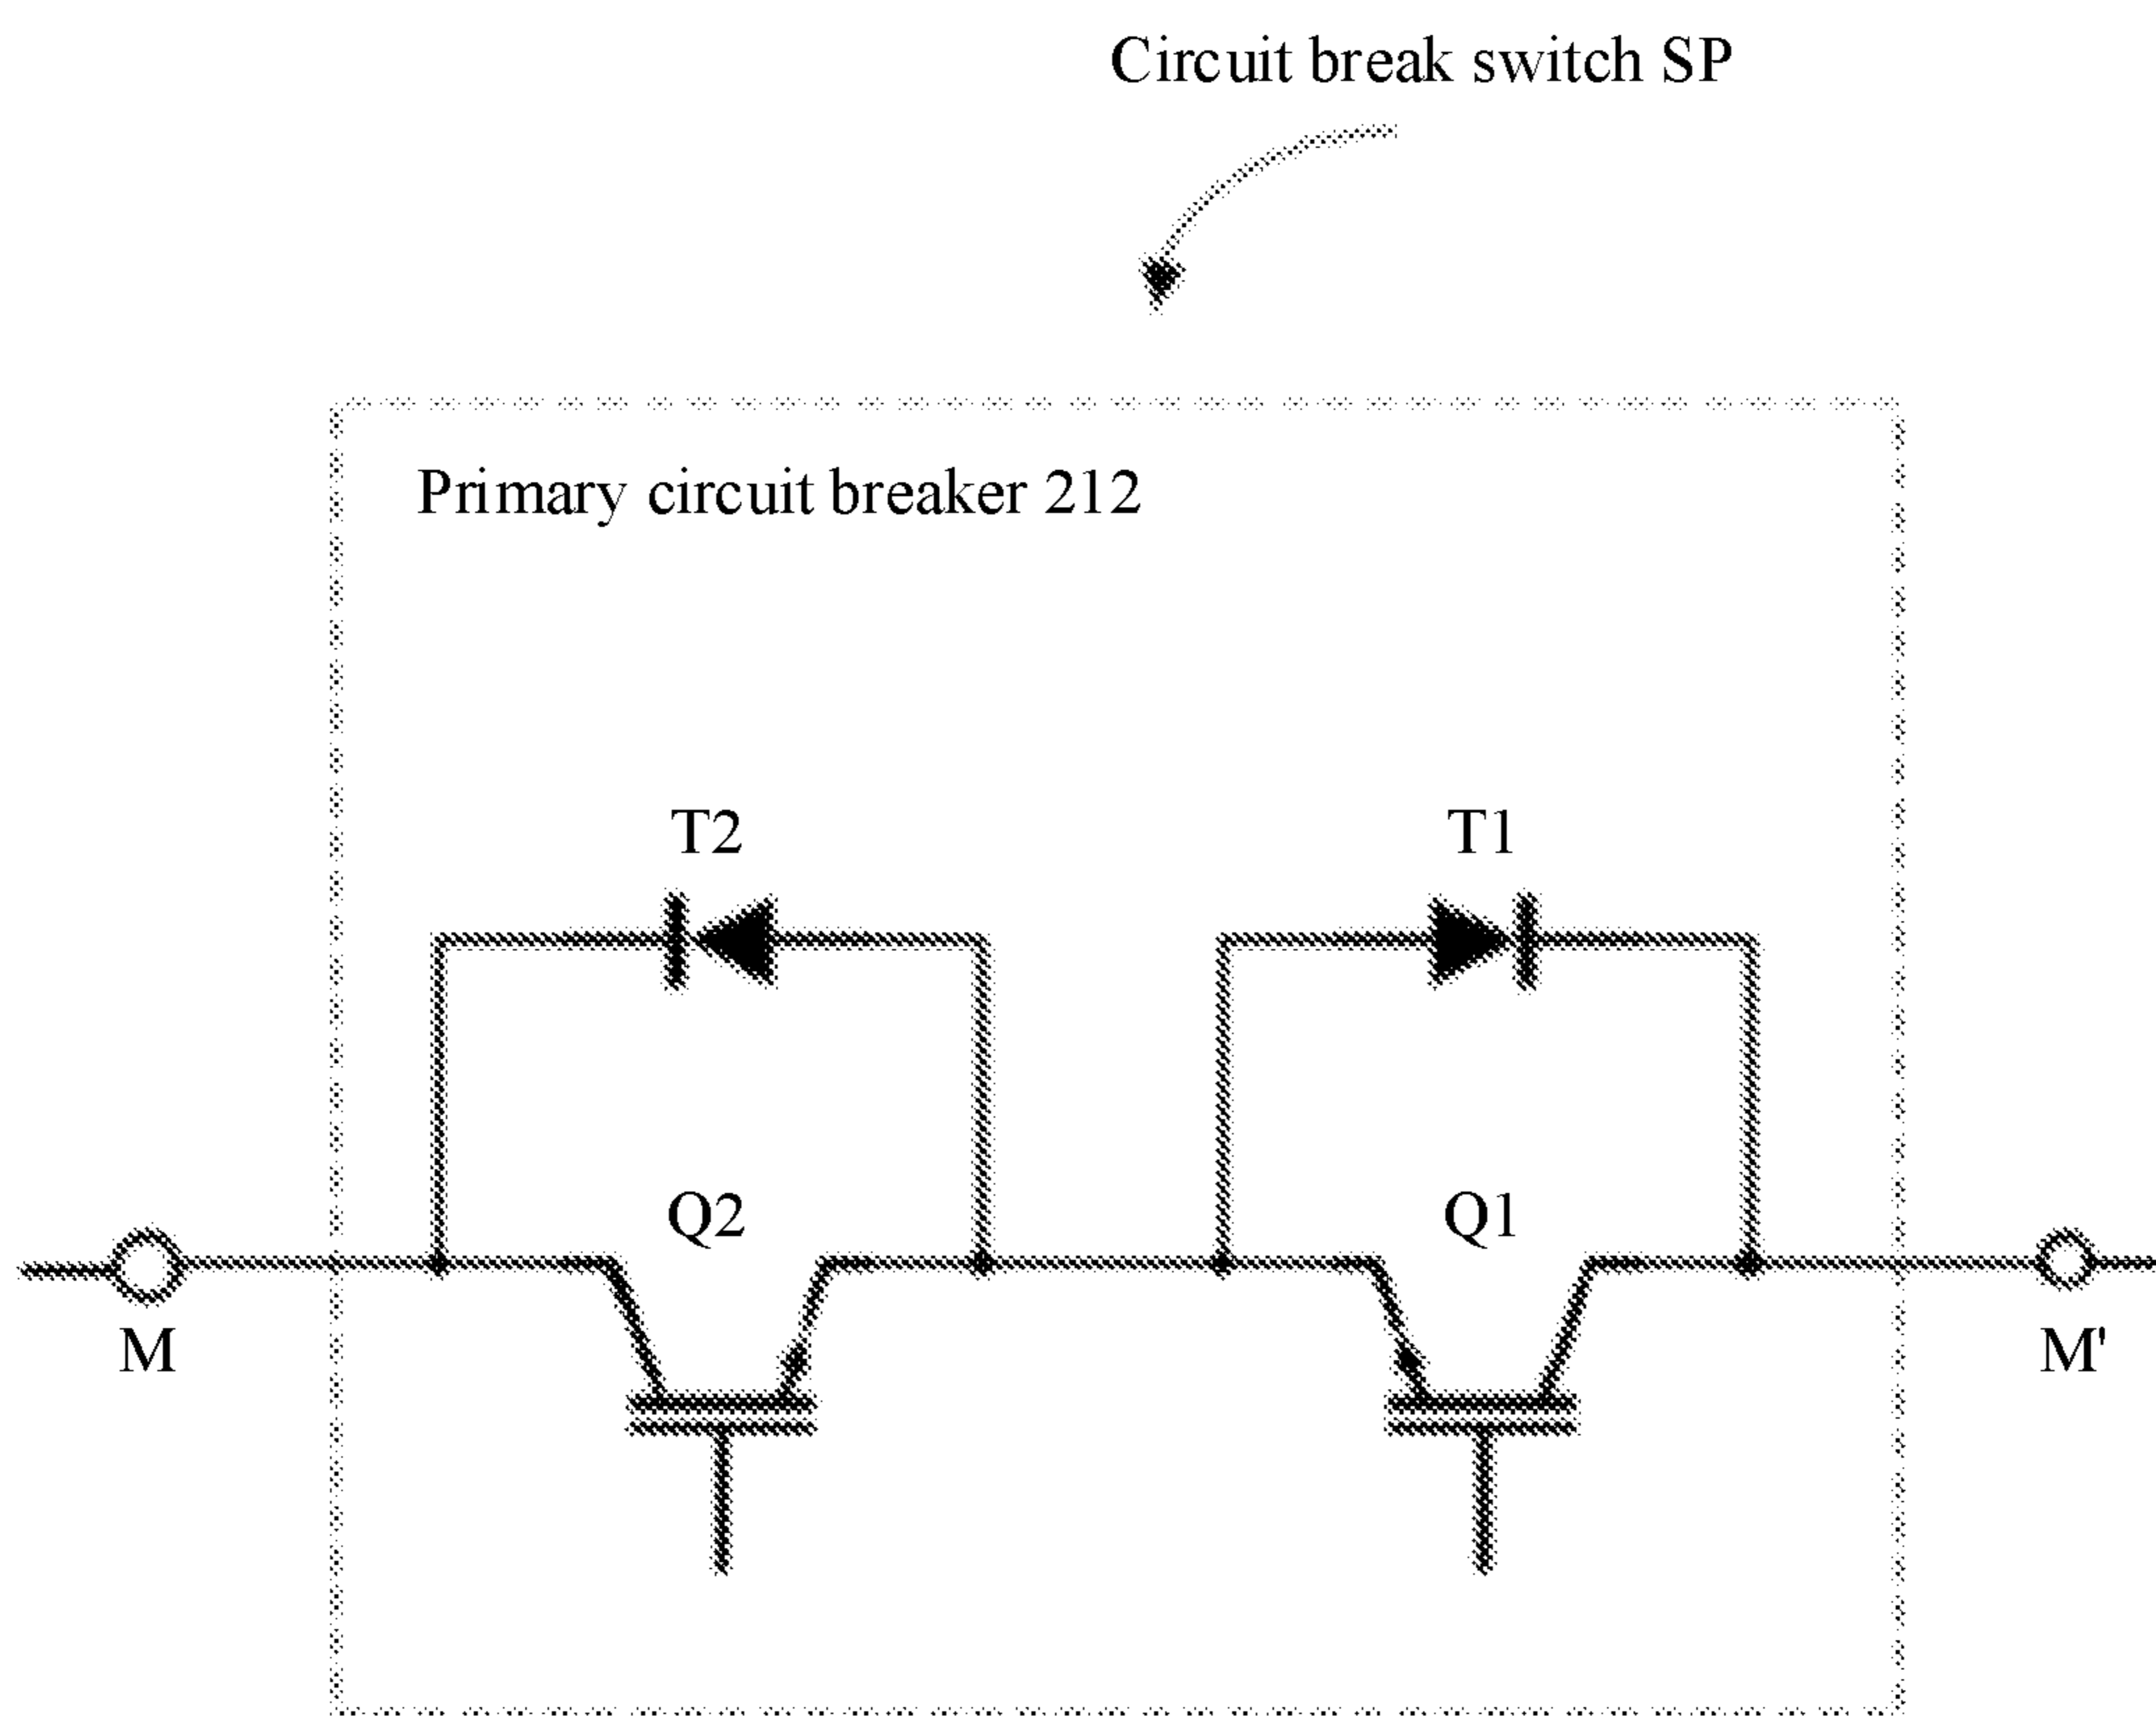 Circuit break switch SP
Primary circuit breaker 212
T2 T1
Q2 Q1
M M'